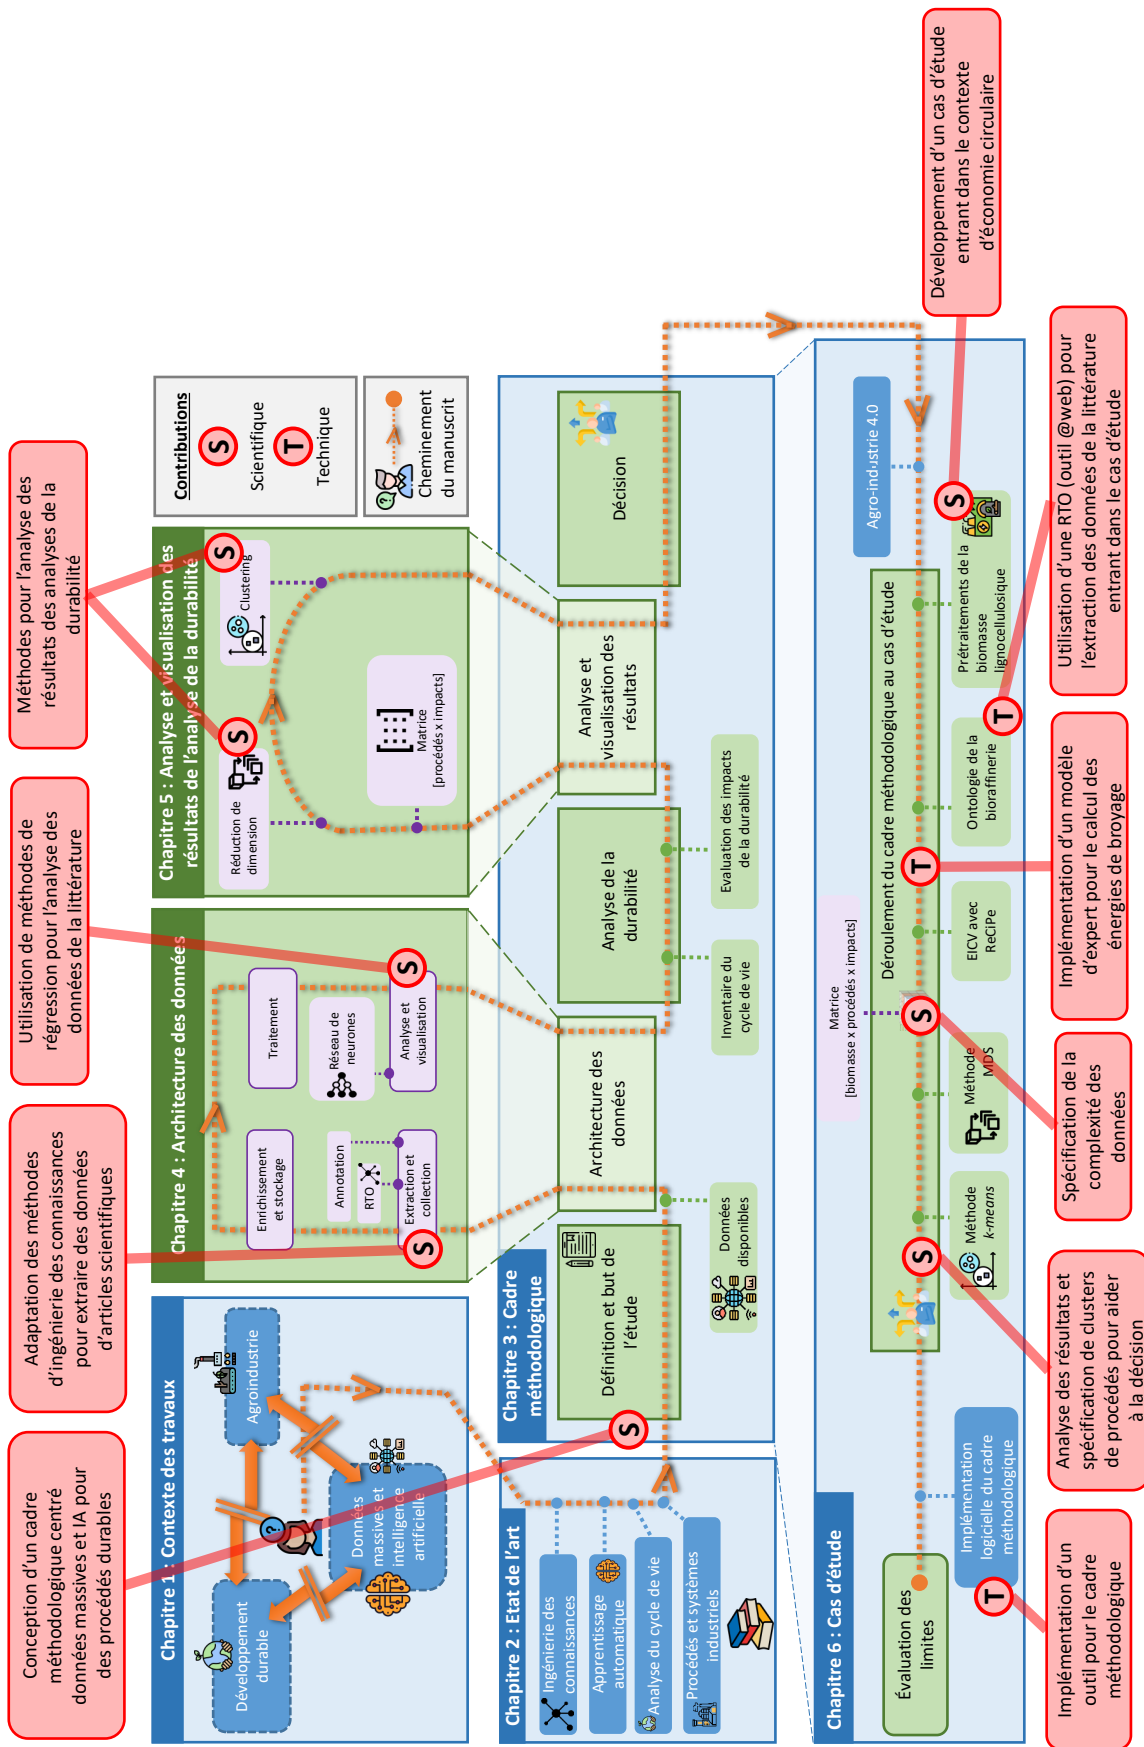 Conception d'un cadre
méthodologique centré
données massives et IA pour
des procédés durables
Adaptation des méthodes
d'ingénierie des connaissances
pour extraire des données
d'articles scientifiques
Utilisation de méthodes de
régression pour l'analyse des
données de la littérature
Méthodes pour l'analyse des
résultats des analyses de la
durabilité
Chapitre 1 : Contexte des travaux
Développement
durable
Agroindustrie
Données
massives et
intelligence
artificielle
Chapitre 4 : Architecture des données
Enrichissement
et stockage
Traitement
Annotation
RTO
Réseau de
neurones
Extraction et
collection
Analyse et
visualisation
S
S
Chapitre 5 : Analyse et visualisation des
résultats de l'analyse de la durabilité
Réduction de
dimension
S
Clustering
S
Matrice
[procédés x impacts]
Contributions
S
Scientifique
T
Technique
Cheminement
du manuscrit
Chapitre 2 : Etat de l'art
Ingénierie des
connaissances
Apprentissage
automatique
Analyse du cycle de vie
Procédés et systèmes
industriels
Chapitre 3 : Cadre
méthodologique
Définition et but de
l'étude
S
Architecture des
données
Analyse de la
durabilité
Analyse et
visualisation des
résultats
Décision
Données
disponibles
Inventaire du
cycle de vie
Evaluation des impacts
de la durabilité
Chapitre 6 : Cas d'étude
Matrice
[biomasse x procédés x impacts]
Agro-industrie 4.0
Évaluation des
limites
Déroulement du cadre méthodologique au cas d'étude
Implémentation
logicielle du cadre
méthodologique
Méthode
k-means
Méthode
MDS
EICV avec
ReCiPe
Ontologie de la
bioraffinerie
Prétraitements de la
biomasse
lignocellulosique
T
S
S
T
T
S
Implémentation d'un
outil pour le cadre
méthodologique
Analyse des résultats et
spécification de clusters
de procédés pour aider
à la décision
Spécification de la
complexité des
données
Implémentation d'un modèle
d'expert pour le calcul des
énergies de broyage
Utilisation d'une RTO (outil @web) pour
l'extraction des données de la littérature
entrant dans le cas d'étude
Développement d'un cas d'étude
entrant dans le contexte
d'économie circulaire